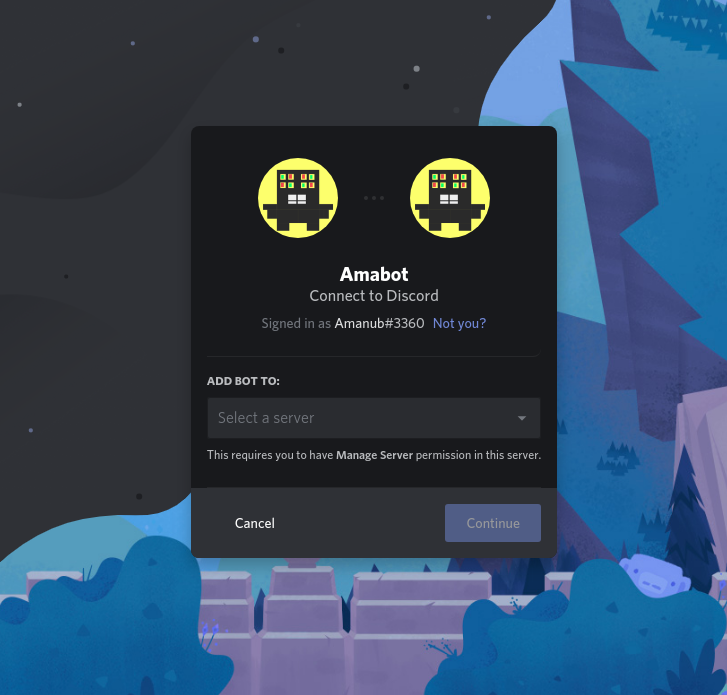 Amabot
Connect to Discord
Signed in as Amanub#3360 Not you?
ADD BOT TO:
Select a server
This requires you to have Manage Server permission in this server.
Cancel
Continue